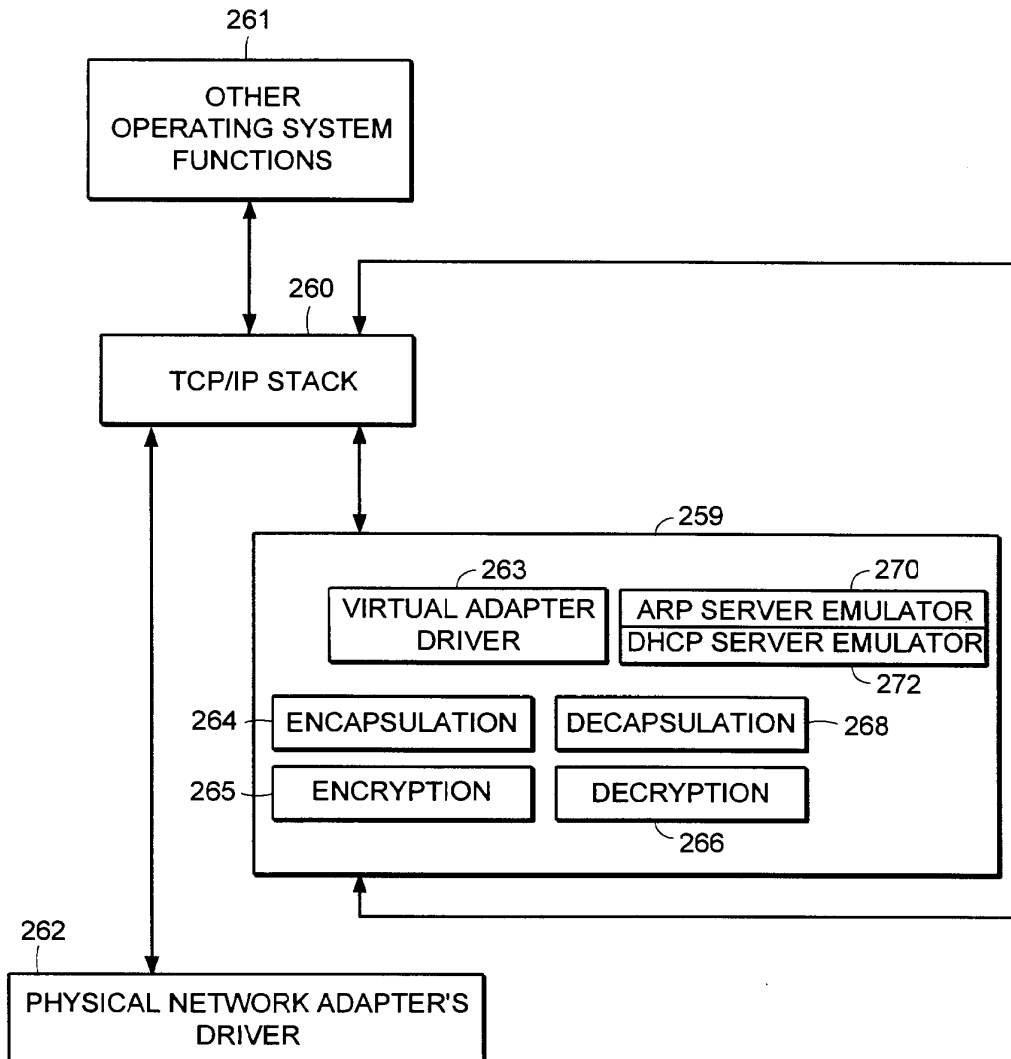 261
OTHER
OPERATING SYSTEM
FUNCTIONS
260
TCP/IP STACK
259
263
VIRTUAL ADAPTER
DRIVER
270
ARP SERVER EMULATOR
DHCP SERVER EMULATOR
272
264
ENCAPSULATION
DECAPSULATION
268
265
ENCRYPTION
DECRYPTION
266
262
PHYSICAL NETWORK ADAPTER'S
DRIVER